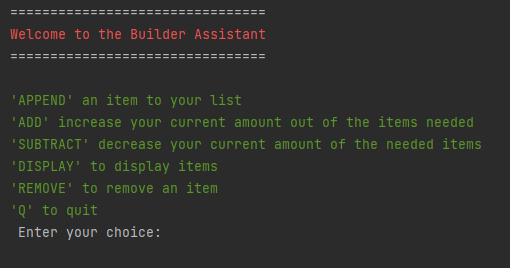 ================================
Welcome to the Builder Assistant
================================
'APPEND' an item to your list
'ADD' increase your current amount out of the items needed
'SUBTRACT' decrease your current amount of the needed items
'DISPLAY' to display items
'REMOVE' to remove an item
'Q' to quit
Enter your choice: